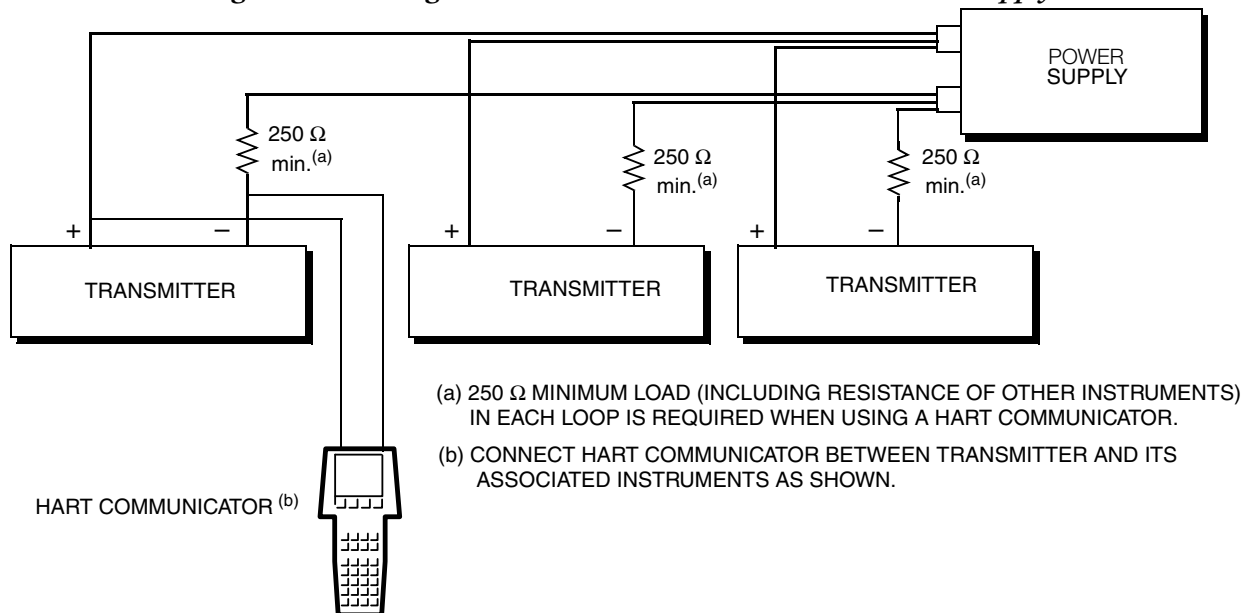 POWER
SUPPLY
250 Ω
min.(a)
250 Ω
min.(a)
250 Ω
min.(a)
+
–
+
–
+
–
TRANSMITTER
TRANSMITTER
TRANSMITTER
(a) 250 Ω MINIMUM LOAD (INCLUDING RESISTANCE OF OTHER INSTRUMENTS)
IN EACH LOOP IS REQUIRED WHEN USING A HART COMMUNICATOR.
(b) CONNECT HART COMMUNICATOR BETWEEN TRANSMITTER AND ITS
ASSOCIATED INSTRUMENTS AS SHOWN.
HART COMMUNICATOR (b)